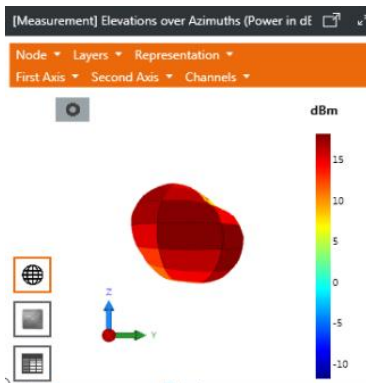 [Measurement] Elevations over Azimuths (Power in dB
Node Layers Representation
First Axis Second Axis Channels
dBm
15
10
5
0
-5
-10
Z
Y